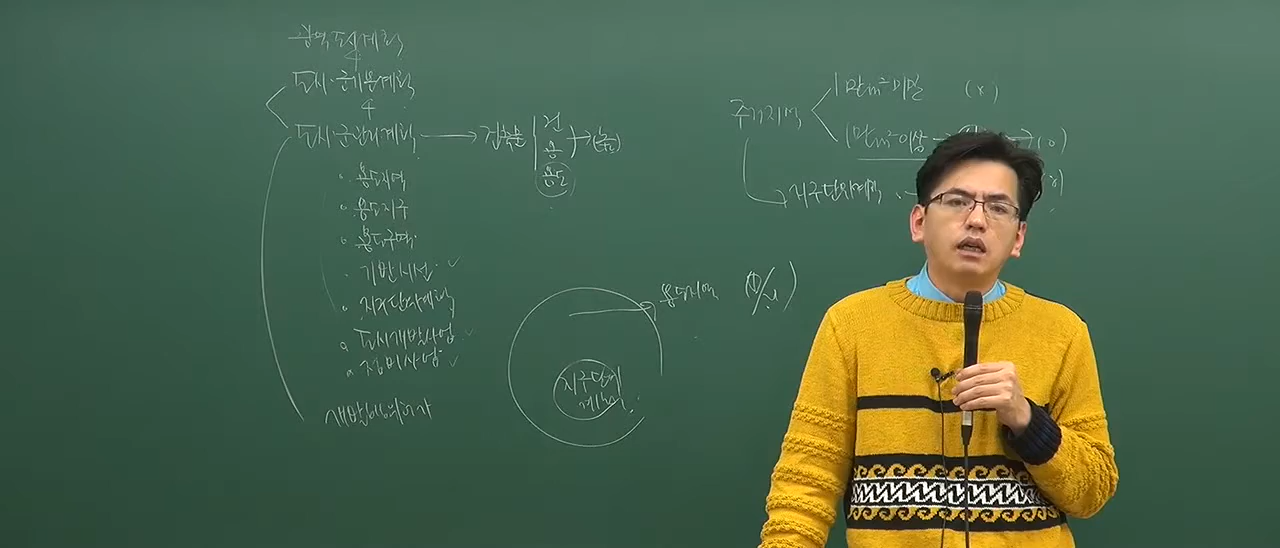 광역도시계획
도시·군기본계획
도시·군관리계획 → 건축물 건 용 용도
용도지역
용도지구
용도구역
기반시설 ✓
지구단위계획
도시개발사업 ✓
정비사업 ✓
개발행위허가
주거지역
1만m² 미만 (x)
1만m² 이상 (o)
지구단위계획
용도지역
지구단위
계획